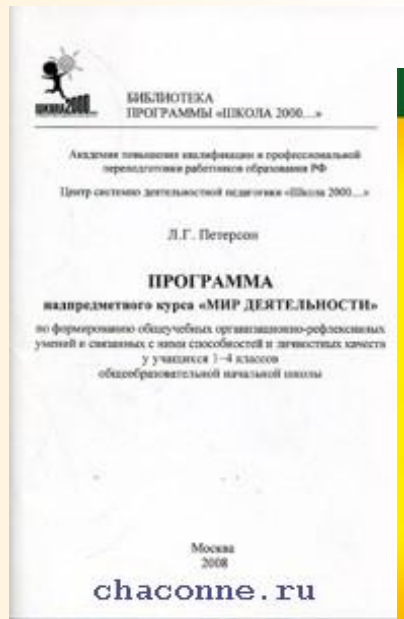 ШКОЛА2000...
БИБЛИОТЕКА
ПРОГРАММЫ «ШКОЛА 2000...»
Академия повышения квалификации и профессиональной
переподготовки работников образования РФ
Центр системно деятельностной педагогики «Школа 2000...»
Л.Г. Петерсон
ПРОГРАММА
надпредметного курса «МИР ДЕЯТЕЛЬНОСТИ»
по формированию общеучебных организационно-рефлексивных
умений и связанных с ними способностей и личностных качеств
у учащихся 1–4 классов
общеобразовательной начальной школы
Москва
2008
chaconne.ru